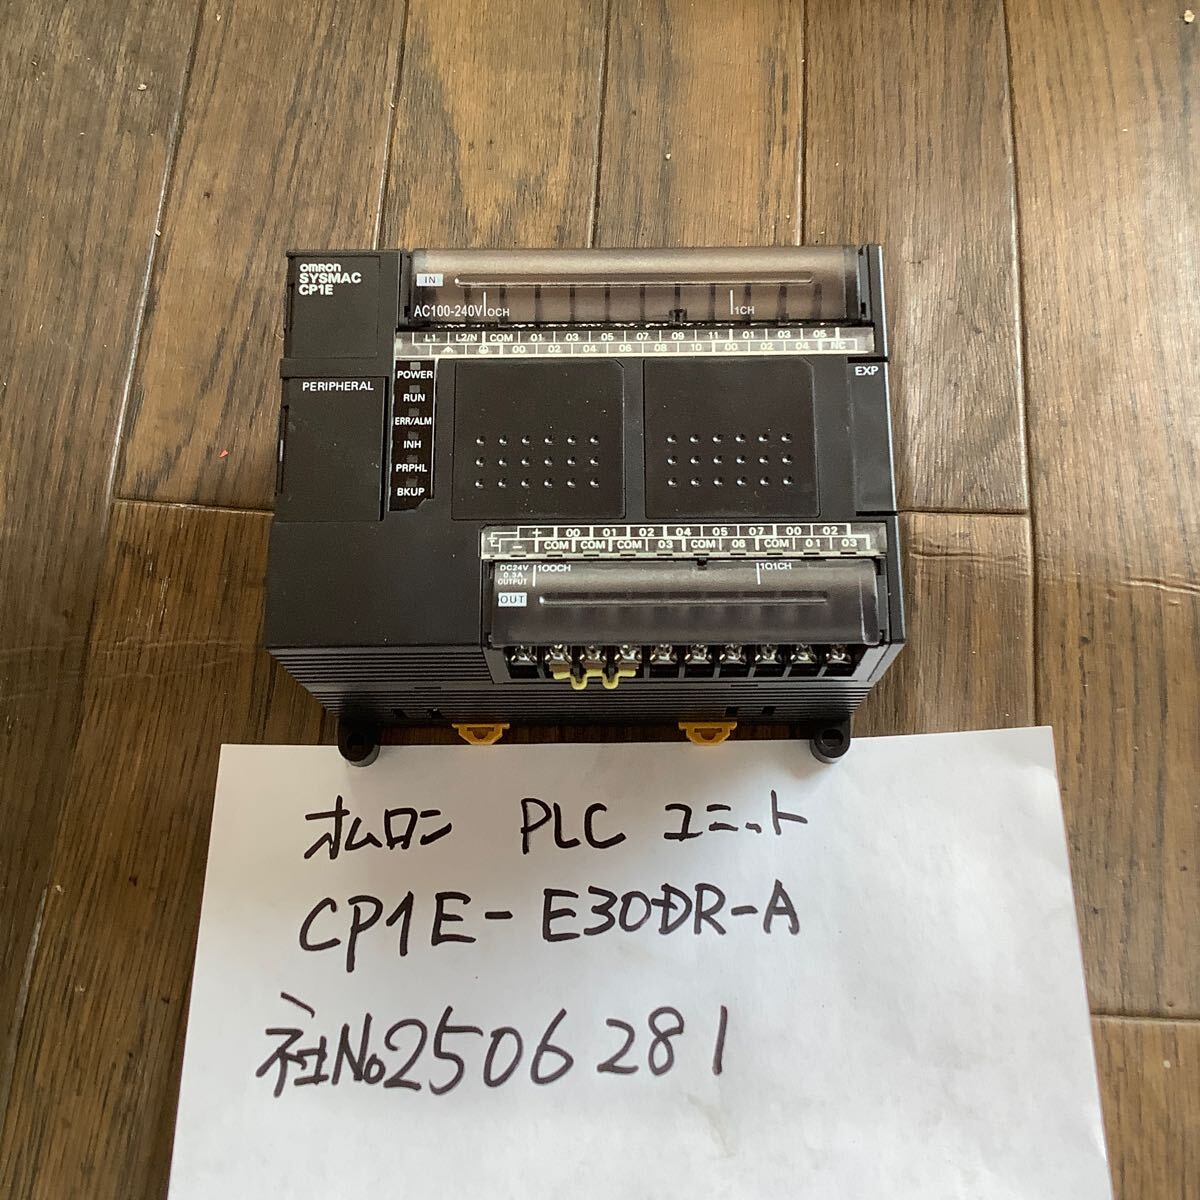 omron
SYSMAC
CP1E
IN
AC100-240V 0CH 1CH
L1 L2/N COM 01 03 05 07 09 11 01 03 05
00 02 04 06 08 10 00 02 04 NC
PERIPHERAL
POWER
RUN
ERR/ALM
INH
PRPHL
BKUP
EXP
+ 00 01 02 04 05 07 00 02
- COM COM COM 03 COM 06 COM 01 03
DC24V
0.3A
OUTPUT
100CH 101CH
OUT
オムロン PLC ユニット
CP1E-E30DR-A
社No2506281